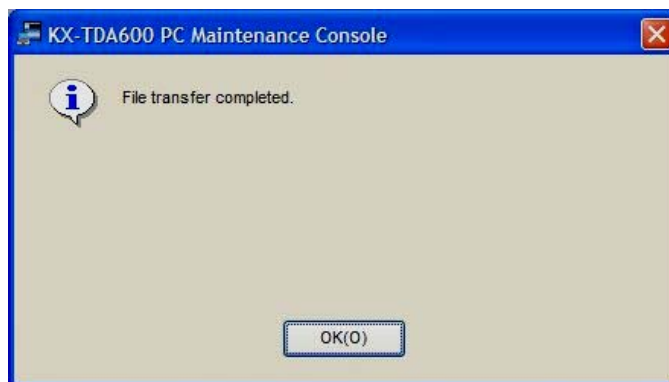 KX-TDA600 PC Maintenance Console
File transfer completed.
OK(O)